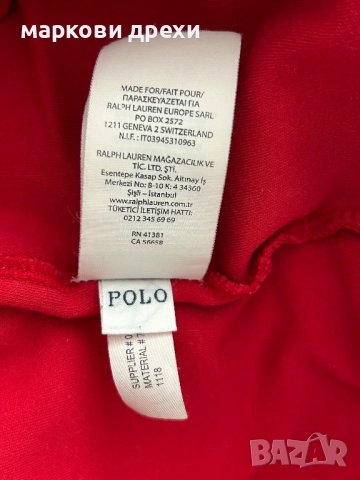 маркови дрехи
MADE FOR/FAIT POUR/
ΠΑΡΑΣΚΕΥΑΖΕΤΑΙ ΓΙΑ
RALPH LAUREN EUROPE SARL
PO BOX 2572
1211 GENEVA 2 SWITZERLAND
N.I.F.: IT03945310963
RALPH LAUREN MAĞAZACILIK VE
TİC. LTD. ŞTİ.
Esentepe Kasap Sok. Altmay İş
Merkezi No: 8-10 K: 4 34360
Şişli - İstanbul
www.ralphlauren.com
TÜKETİCİ İLETİŞİM HATTI:
0212 345 69 69
RN 41381
CA 56658
POLO
SUPPLIER # 0
MATERIAL # 7
1118
BAZAR